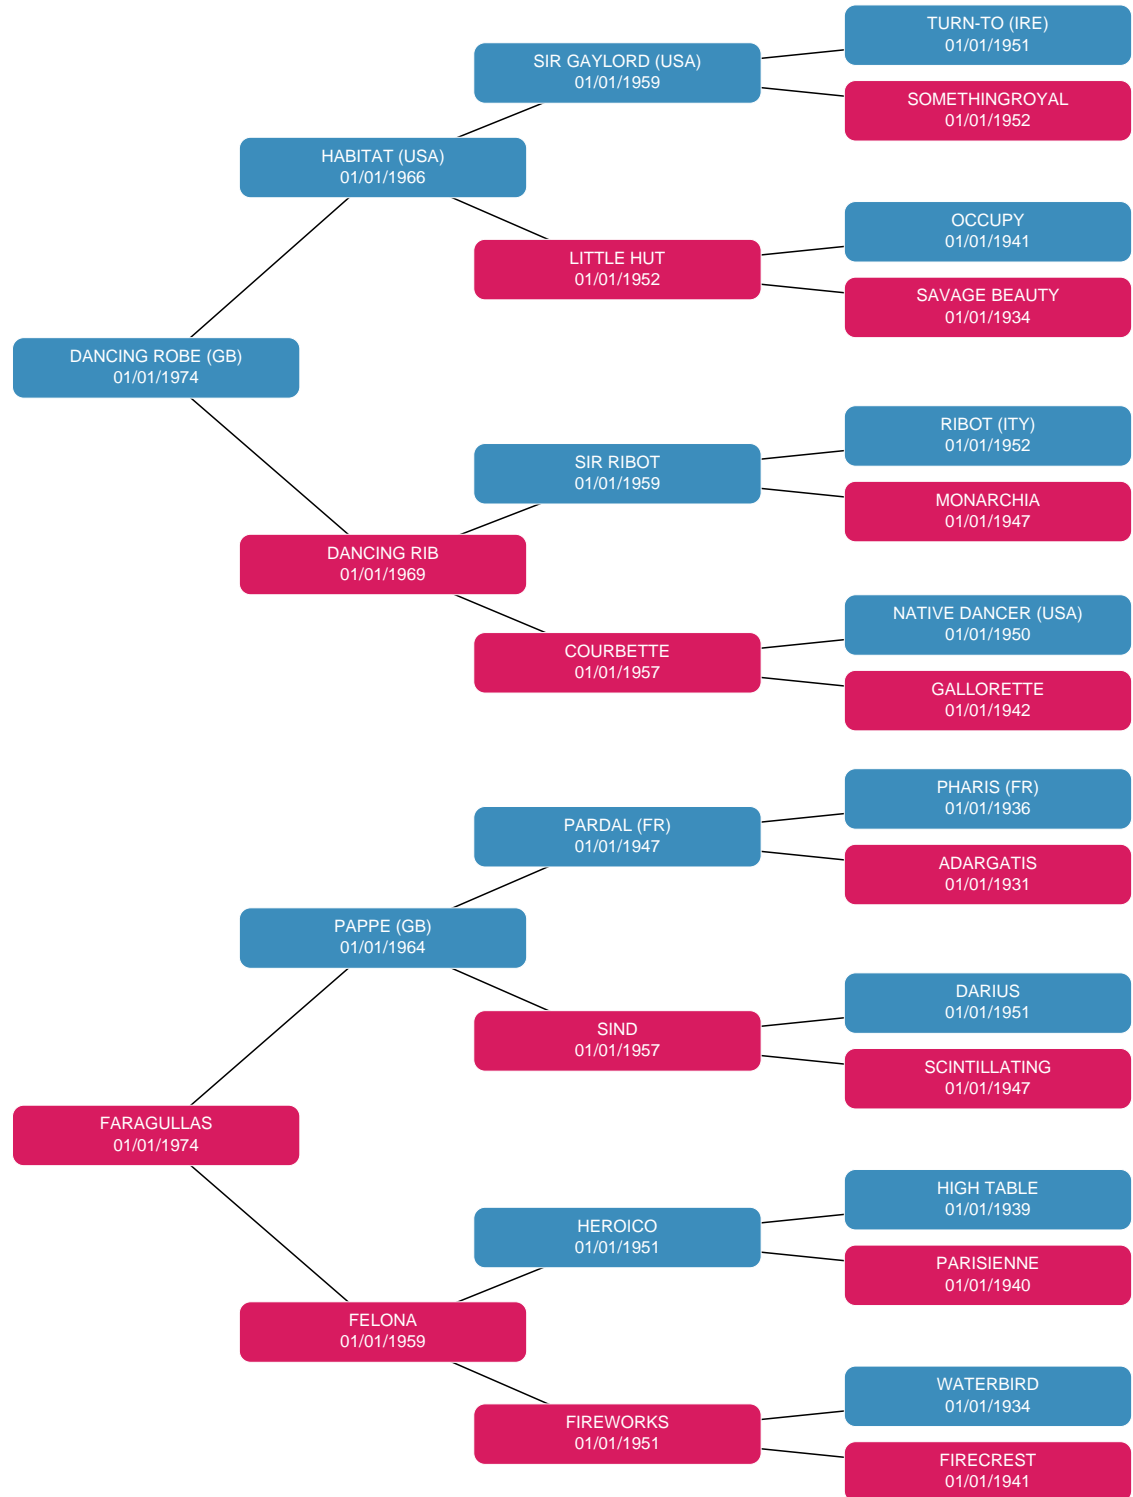 TURN-TO (IRE)
01/01/1951
SIR GAYLORD (USA)
01/01/1959
SOMETHINGROYAL
01/01/1952
HABITAT (USA)
01/01/1966
OCCUPY
01/01/1941
LITTLE HUT
01/01/1952
SAVAGE BEAUTY
01/01/1934
DANCING ROBE (GB)
01/01/1974
RIBOT (ITY)
01/01/1952
SIR RIBOT
01/01/1959
MONARCHIA
01/01/1947
DANCING RIB
01/01/1969
NATIVE DANCER (USA)
01/01/1950
COURBETTE
01/01/1957
GALLORETTE
01/01/1942
PHARIS (FR)
01/01/1936
PARDAL (FR)
01/01/1947
ADARGATIS
01/01/1931
PAPPE (GB)
01/01/1964
DARIUS
01/01/1951
SIND
01/01/1957
SCINTILLATING
01/01/1947
FARAGULLAS
01/01/1974
HIGH TABLE
01/01/1939
HEROICO
01/01/1951
PARISIENNE
01/01/1940
FELONA
01/01/1959
WATERBIRD
01/01/1934
FIREWORKS
01/01/1951
FIRECREST
01/01/1941